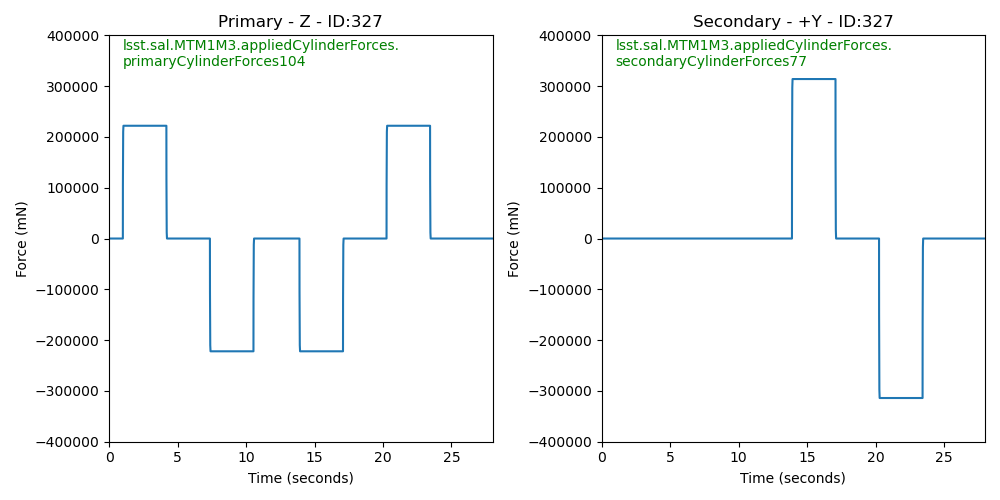 Primary - Z - ID:327
lsst.sal.MTM1M3.appliedCylinderForces.
primaryCylinderForces104
400000
300000
200000
100000
0
−100000
−200000
−300000
−400000
Force (mN)
0 5 10 15 20 25
Time (seconds)
Secondary - +Y - ID:327
lsst.sal.MTM1M3.appliedCylinderForces.
secondaryCylinderForces77
400000
300000
200000
100000
0
−100000
−200000
−300000
−400000
Force (mN)
0 5 10 15 20 25
Time (seconds)